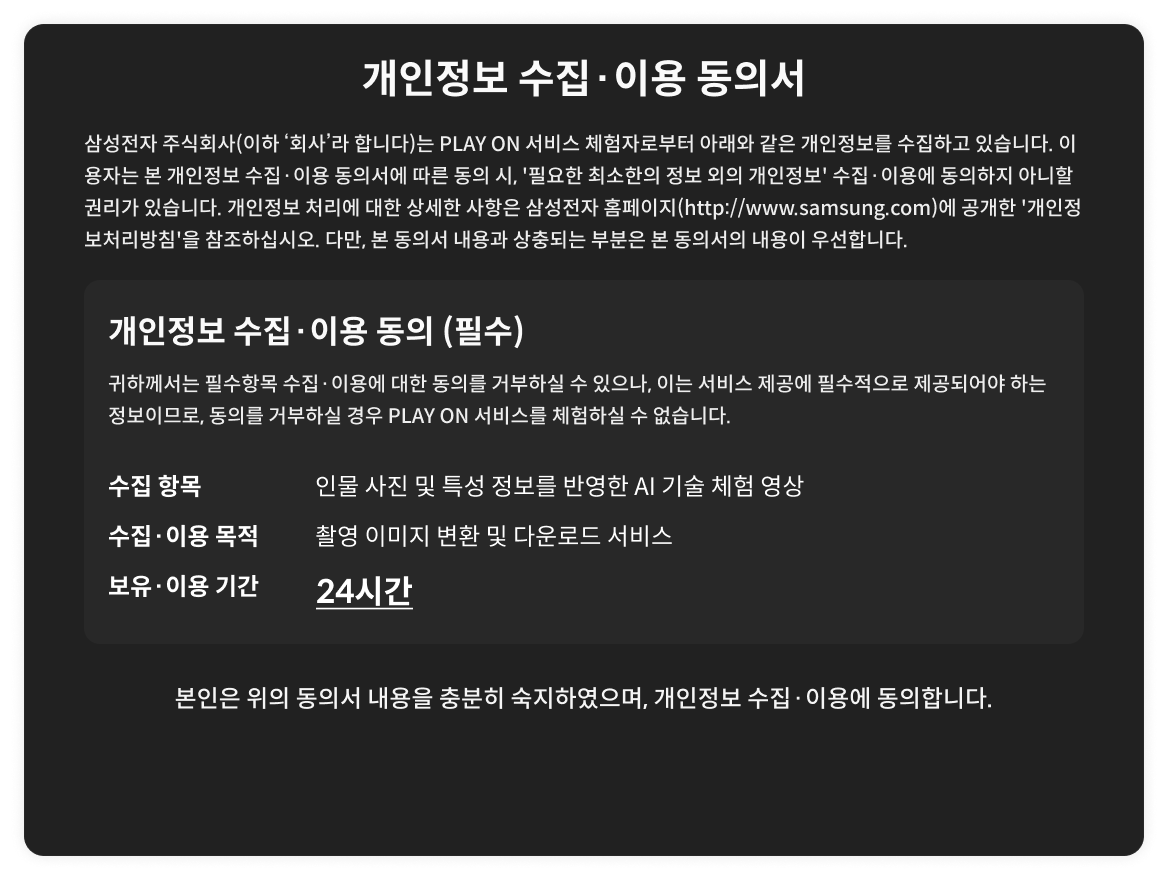 개인정보 수집·이용 동의서
삼성전자 주식회사(이하 ‘회사’라 합니다)는 PLAY ON 서비스 체험자로부터 아래와 같은 개인정보를 수집하고 있습니다. 이
용자는 본 개인정보 수집·이용 동의서에 따른 동의 시, '필요한 최소한의 정보 외의 개인정보' 수집·이용에 동의하지 아니할
권리가 있습니다. 개인정보 처리에 대한 상세한 사항은 삼성전자 홈페이지(http://www.samsung.com)에 공개한 '개인정
보처리방침'을 참조하십시오. 다만, 본 동의서 내용과 상충되는 부분은 본 동의서의 내용이 우선합니다.
개인정보 수집·이용 동의 (필수)
귀하께서는 필수항목 수집·이용에 대한 동의를 거부하실 수 있으나, 이는 서비스 제공에 필수적으로 제공되어야 하는
정보이므로, 동의를 거부하실 경우 PLAY ON 서비스를 체험하실 수 없습니다.
수집 항목 인물 사진 및 특성 정보를 반영한 AI 기술 체험 영상
수집·이용 목적 촬영 이미지 변환 및 다운로드 서비스
보유·이용 기간 24시간
본인은 위의 동의서 내용을 충분히 숙지하였으며, 개인정보 수집·이용에 동의합니다.